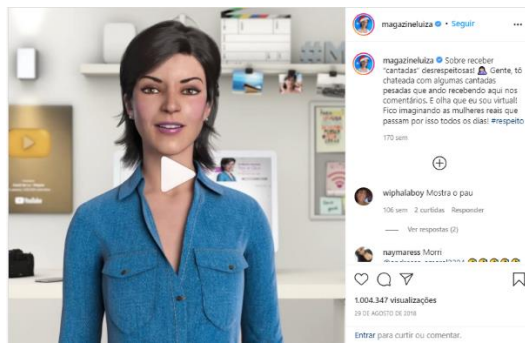 magazineluiza • Seguir
magazineluiza Sobre receber
"cantadas" desrespeitosas! Gente, tô
chateada com algumas cantadas
pesadas que ando recebendo aqui nos
comentários. E olha que eu sou virtual!
Fico imaginando as mulheres reais que
passam por isso todos os dias! #respeito
170 sem
wiphalaboy Mostra o pau
106 sem 2 curtidas Responder
Ver respostas (2)
naymaress Morri
1.004.347 visualizações
28 DE AGOSTO DE 2018
Entrar para curtir ou comentar.
YouTube